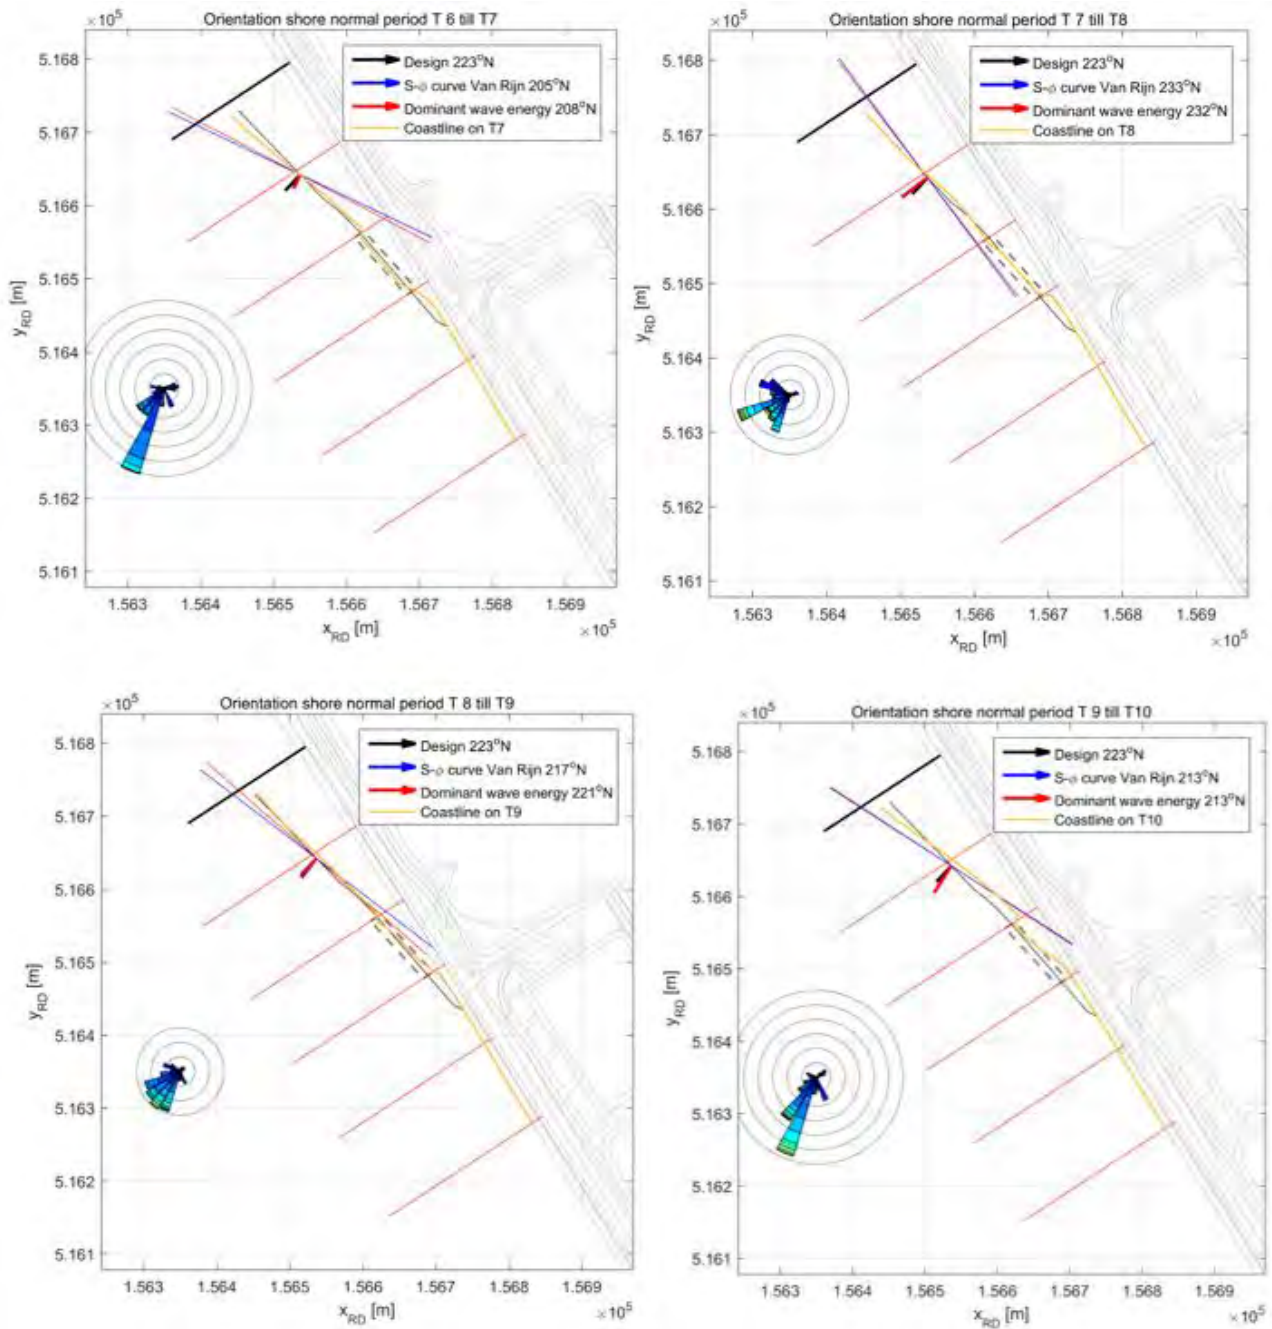 ×10⁵
Orientation shore normal period T 6 till T7
Design 223°N
S-ϕ curve Van Rijn 205°N
Dominant wave energy 208°N
Coastline on T7
5.168
5.167
5.166
5.165
5.164
5.163
5.162
5.161
y_RD [m]
1.563 1.564 1.565 1.566 1.567 1.568 1.569
x_RD [m]
×10⁵
×10⁵
Orientation shore normal period T 7 till T8
Design 223°N
S-ϕ curve Van Rijn 233°N
Dominant wave energy 232°N
Coastline on T8
5.168
5.167
5.166
5.165
5.164
5.163
5.162
5.161
y_RD [m]
1.563 1.564 1.565 1.566 1.567 1.568 1.569
x_RD [m]
×10⁵
×10⁵
Orientation shore normal period T 8 till T9
Design 223°N
S-ϕ curve Van Rijn 217°N
Dominant wave energy 221°N
Coastline on T9
5.168
5.167
5.166
5.165
5.164
5.163
5.162
5.161
y_RD [m]
1.563 1.564 1.565 1.566 1.567 1.568 1.569
x_RD [m]
×10⁵
×10⁵
Orientation shore normal period T 9 till T10
Design 223°N
S-ϕ curve Van Rijn 213°N
Dominant wave energy 213°N
Coastline on T10
5.168
5.167
5.166
5.165
5.164
5.163
5.162
5.161
y_RD [m]
1.563 1.564 1.565 1.566 1.567 1.568 1.569
x_RD [m]
×10⁵